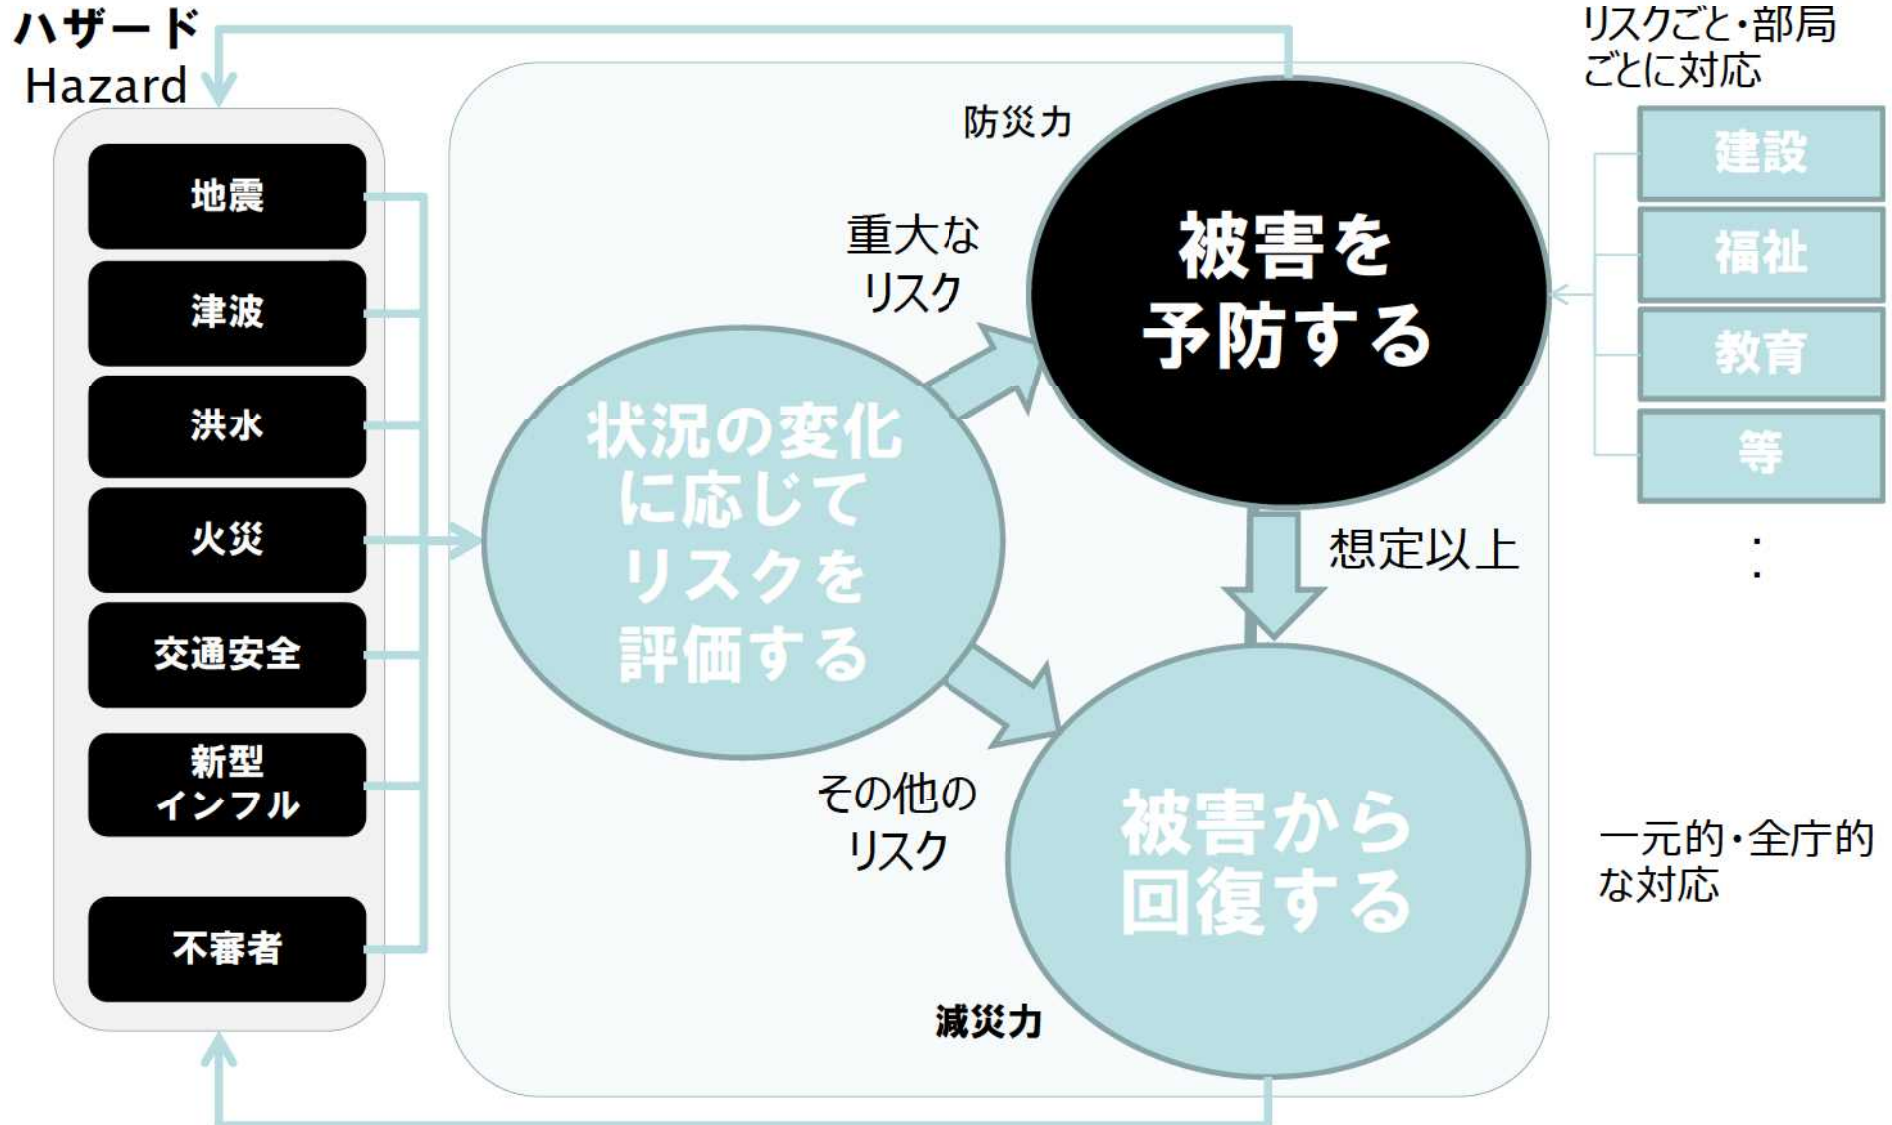 ハザード
Hazard
地震
津波
洪水
火災
交通安全
新型
インフル
不審者
状況の変化
に応じて
リスクを
評価する
重大な
リスク
その他の
リスク
防災力
被害を
予防する
想定以上
被害から
回復する
減災力
リスクごと・部局
ごとに対応
建設
福祉
教育
等
:
一元的・全庁的
な対応